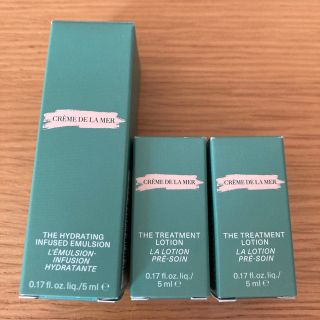 CRÈME DE LA MER
THE HYDRATING
INFUSED EMULSION
L'ÉMULSION-
INFUSION
HYDRATANTE
0.17 fl.oz.liq./5 ml ℮
CRÈME DE LA MER
THE TREATMENT
LOTION
LA LOTION
PRÉ-SOIN
0.17 fl.oz.liq./
5 ml ℮
CRÈME DE LA MER
THE TREATMENT
LOTION
LA LOTION
PRÉ-SOIN
0.17 fl.oz.liq./
5 ml ℮